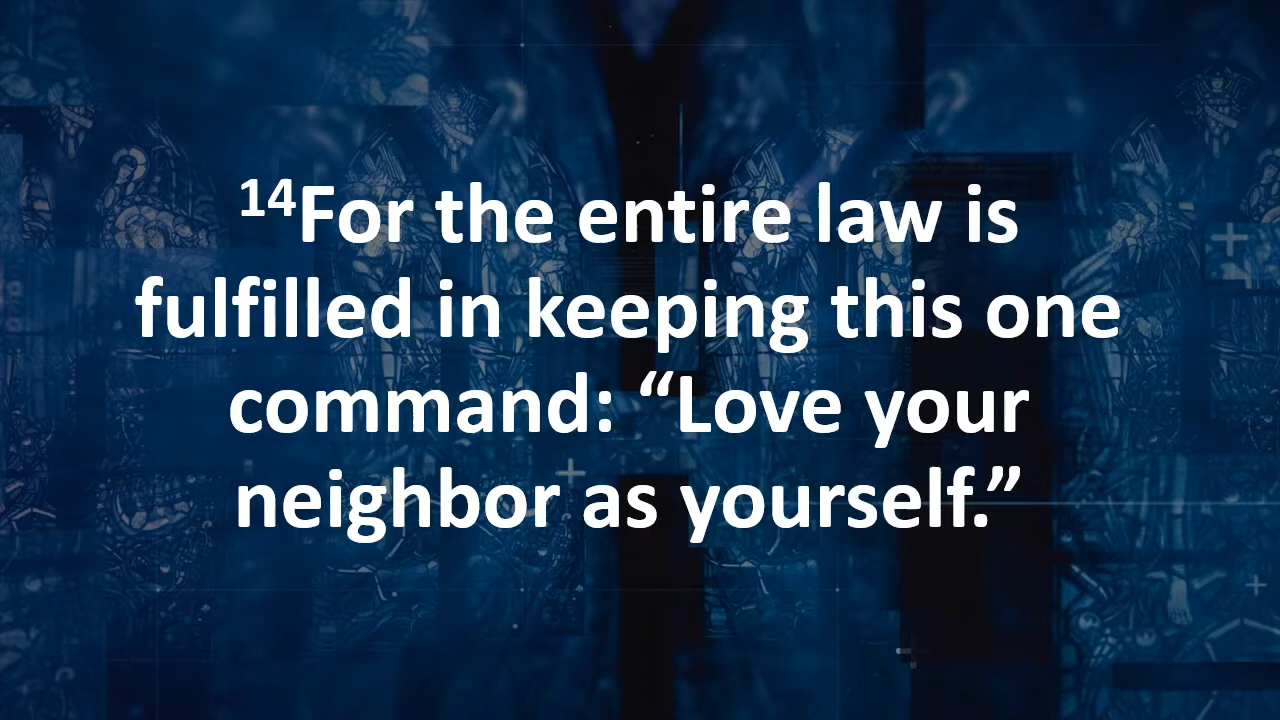 ¹⁴For the entire law is
fulfilled in keeping this one
command: “Love your
neighbor as yourself.”